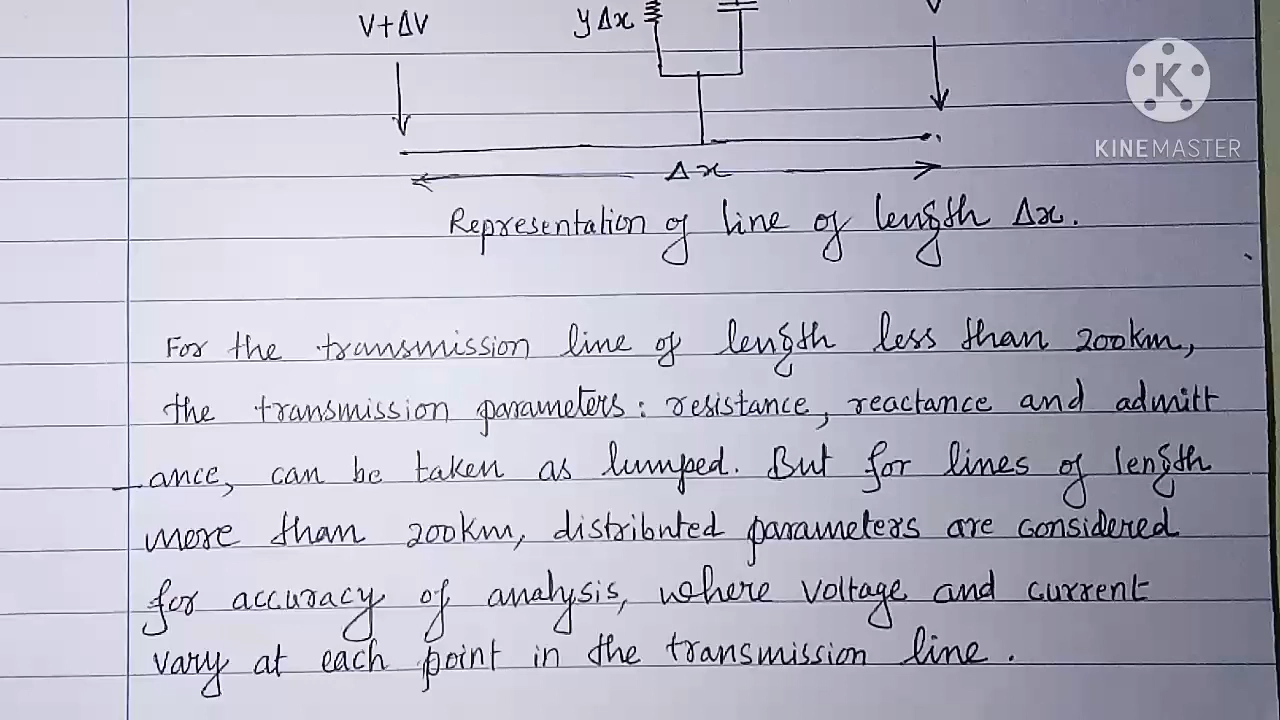 V+ΔV
yΔx
V
K
KINEMASTER
Δx
Representation of line of length Δx.
For the transmission line of length less than 200km,
the transmission parameters: resistance, reactance and admitt
ance, can be taken as lumped. But for lines of length
more than 200km, distributed parameters are considered
for accuracy of analysis, where voltage and current
vary at each point in the transmission line.